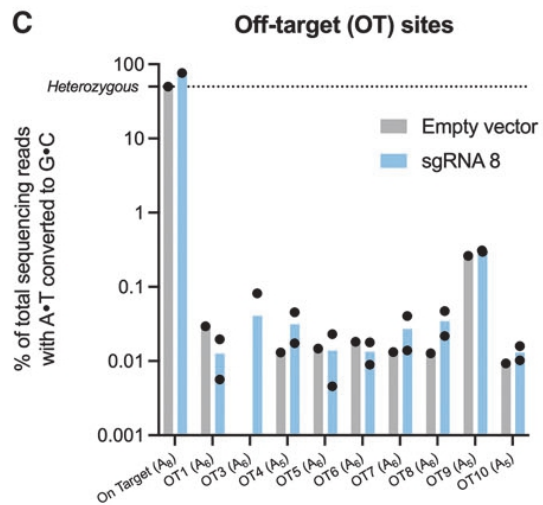 C
Off-target (OT) sites
% of total sequencing reads
with A•T converted to G•C
100
Heterozygous
10
1
0.1
0.01
0.001
Empty vector
sgRNA 8
On Target (A₈)
OT1 (A₆)
OT3 (A₆)
OT4 (A₅)
OT5 (A₆)
OT6 (A₆)
OT7 (A₆)
OT8 (A₆)
OT9 (A₅)
OT10 (A₅)